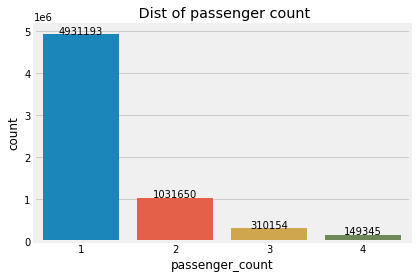 Dist of passenger count
1e6
5
4
3
2
1
0
count
4931193
1031650
310154
149345
1 2 3 4
passenger_count